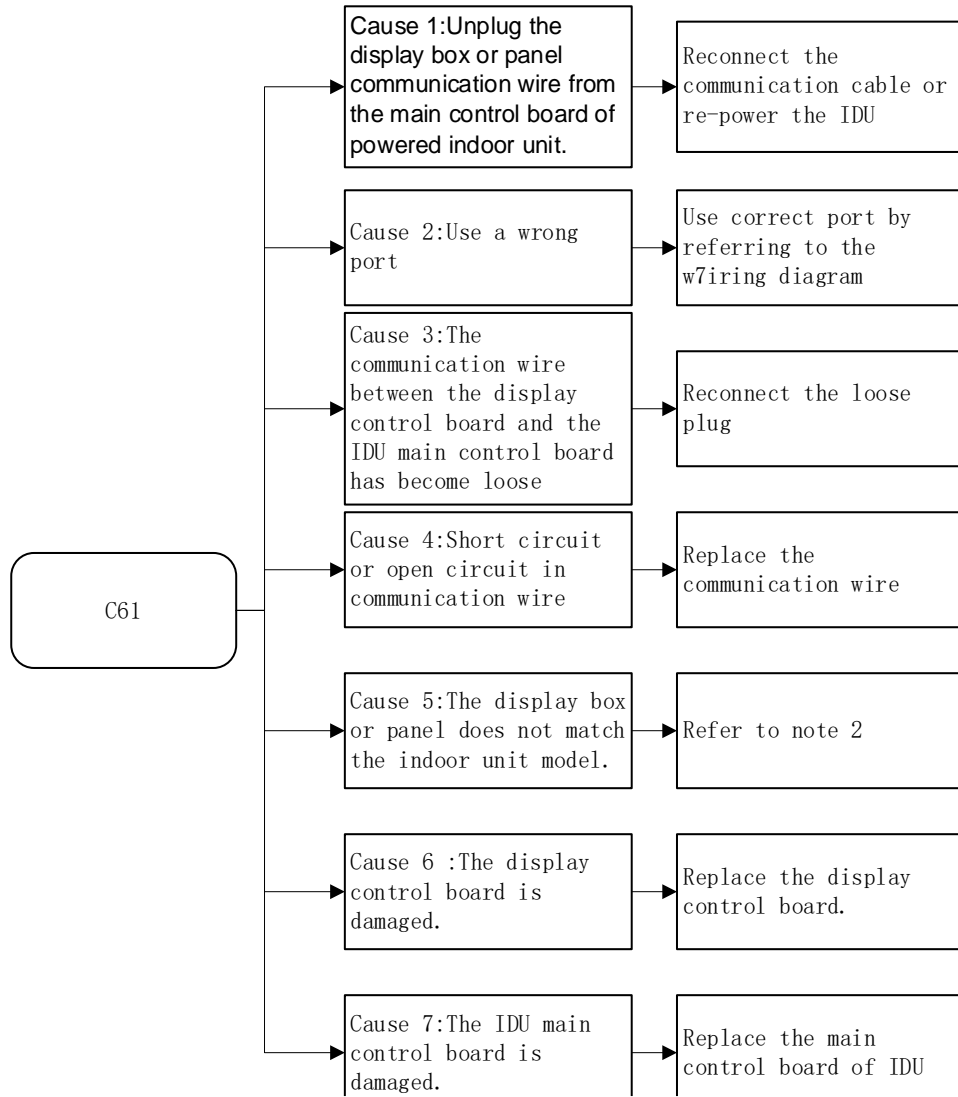 Cause 1:Unplug the
display box or panel
communication wire from
the main control board of
powered indoor unit.
Reconnect the
communication cable or
re-power the IDU
Cause 2:Use a wrong
port
Use correct port by
referring to the
w7iring diagram
Cause 3:The
communication wire
between the display
control board and the
IDU main control board
has become loose
Reconnect the loose
plug
Cause 4:Short circuit
or open circuit in
communication wire
Replace the
communication wire
C61
Cause 5:The display box
or panel does not match
the indoor unit model.
Refer to note 2
Cause 6 :The display
control board is
damaged.
Replace the display
control board.
Cause 7:The IDU main
control board is
damaged.
Replace the main
control board of IDU